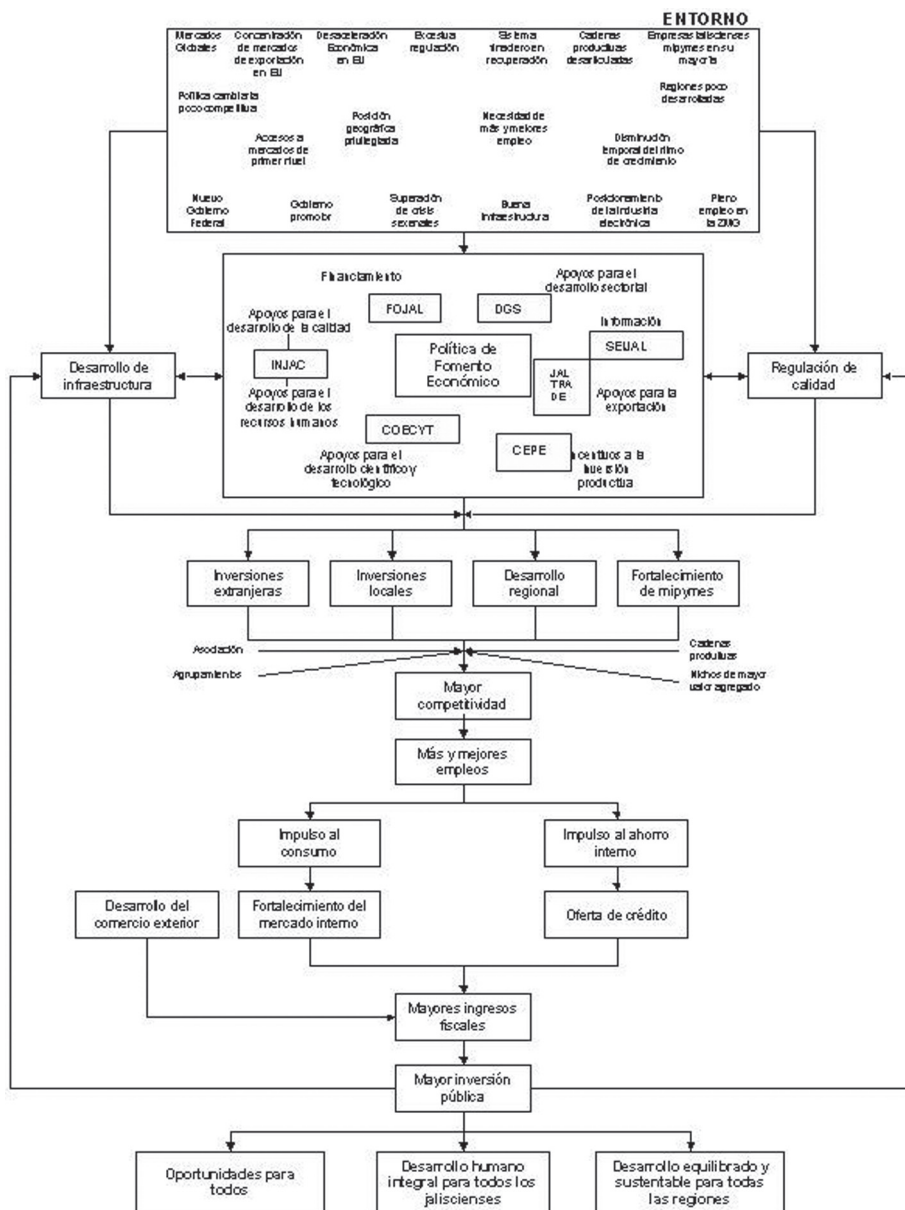 ENTORNO
Mercados
Globales
Concentración
de mercados
de exportación
en EU
Desaceleración
Económica
en EU
Excesiva
regulación
Sistema
financiero en
recuperación
Cadenas
productivas
desarticuladas
Empresas jaliscienses
mipymes en su
mayoría
Política cambiaria
poco competitiva
Regiones poco
desarrolladas
Accesos a
mercados de
primer nivel
Posición
geográfica
privilegiada
Necesidad de
más y mejores
empleo
Disminución
temporal del ritmo
de crecimiento
Nuevo
Gobierno
Federal
Gobierno
promotor
Superación
de crisis
sexenales
Buena
infraestructura
Posicionamiento
de la industria
electrónica
Pleno
empleo en
la ZMG
Financiamiento
FOJAL
DGS
Apoyos para el
desarrollo sectorial
Apoyos para el
desarrollo de la calidad
INJAC
Apoyos para el
desarrollo de los
recursos humanos
Política de
Fomento
Económico
Información
SEIJAL
JAL
TRA
DE
Apoyos para la
exportación
COECYT
Apoyos para el
desarrollo científico y
tecnológico
CEPE
Incentivos a la
inversión
productiva
Desarrollo de
infraestructura
Regulación de
calidad
Inversiones
extranjeras
Inversiones
locales
Desarrollo
regional
Fortalecimiento
de mipymes
Asociación
Agrupamientos
Cadenas
produtivas
Nichos de mayor
valor agregado
Mayor
competitividad
Más y mejores
empleos
Impulso al
consumo
Impulso al ahorro
interno
Desarrollo del
comercio exterior
Fortalecimiento del
mercado interno
Oferta de crédito
Mayores ingresos
fiscales
Mayor inversión
pública
Oportunidades para
todos
Desarrollo humano
integral para todos los
jaliscienses
Desarrollo equilibrado y
sustentable para todas
las regiones